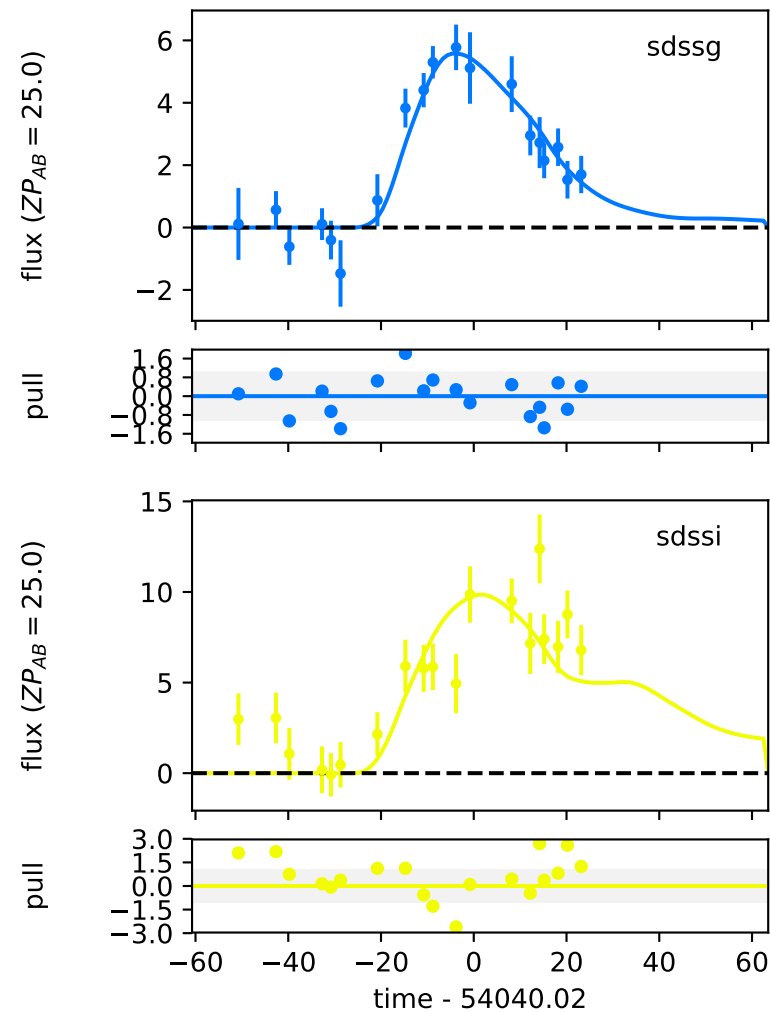 sdssg
flux (ZP_AB = 25.0)
6
4
2
0
−2
pull
1.6
0.8
0.0
−0.8
−1.6
sdssi
flux (ZP_AB = 25.0)
15
10
5
0
pull
3.0
1.5
0.0
−1.5
−3.0
−60 −40 −20 0 20 40 60
time - 54040.02